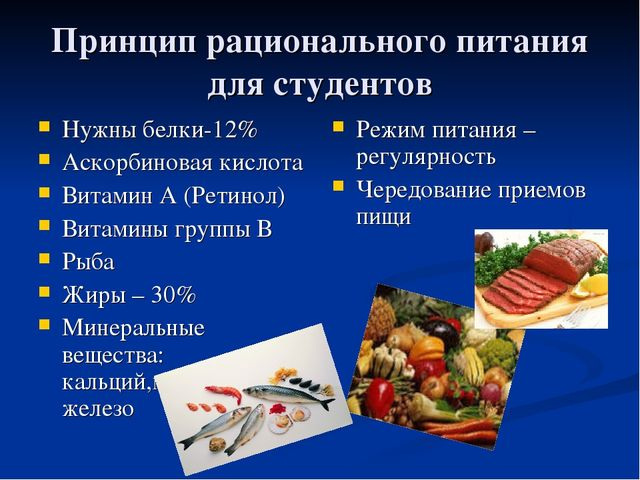 Принцип рационального питания
для студентов
Нужны белки-12%
Аскорбиновая кислота
Витамин А (Ретинол)
Витамины группы В
Рыба
Жиры – 30%
Минеральные
вещества:
кальций,
железо
Режим питания –
регулярность
Чередование приемов
пищи